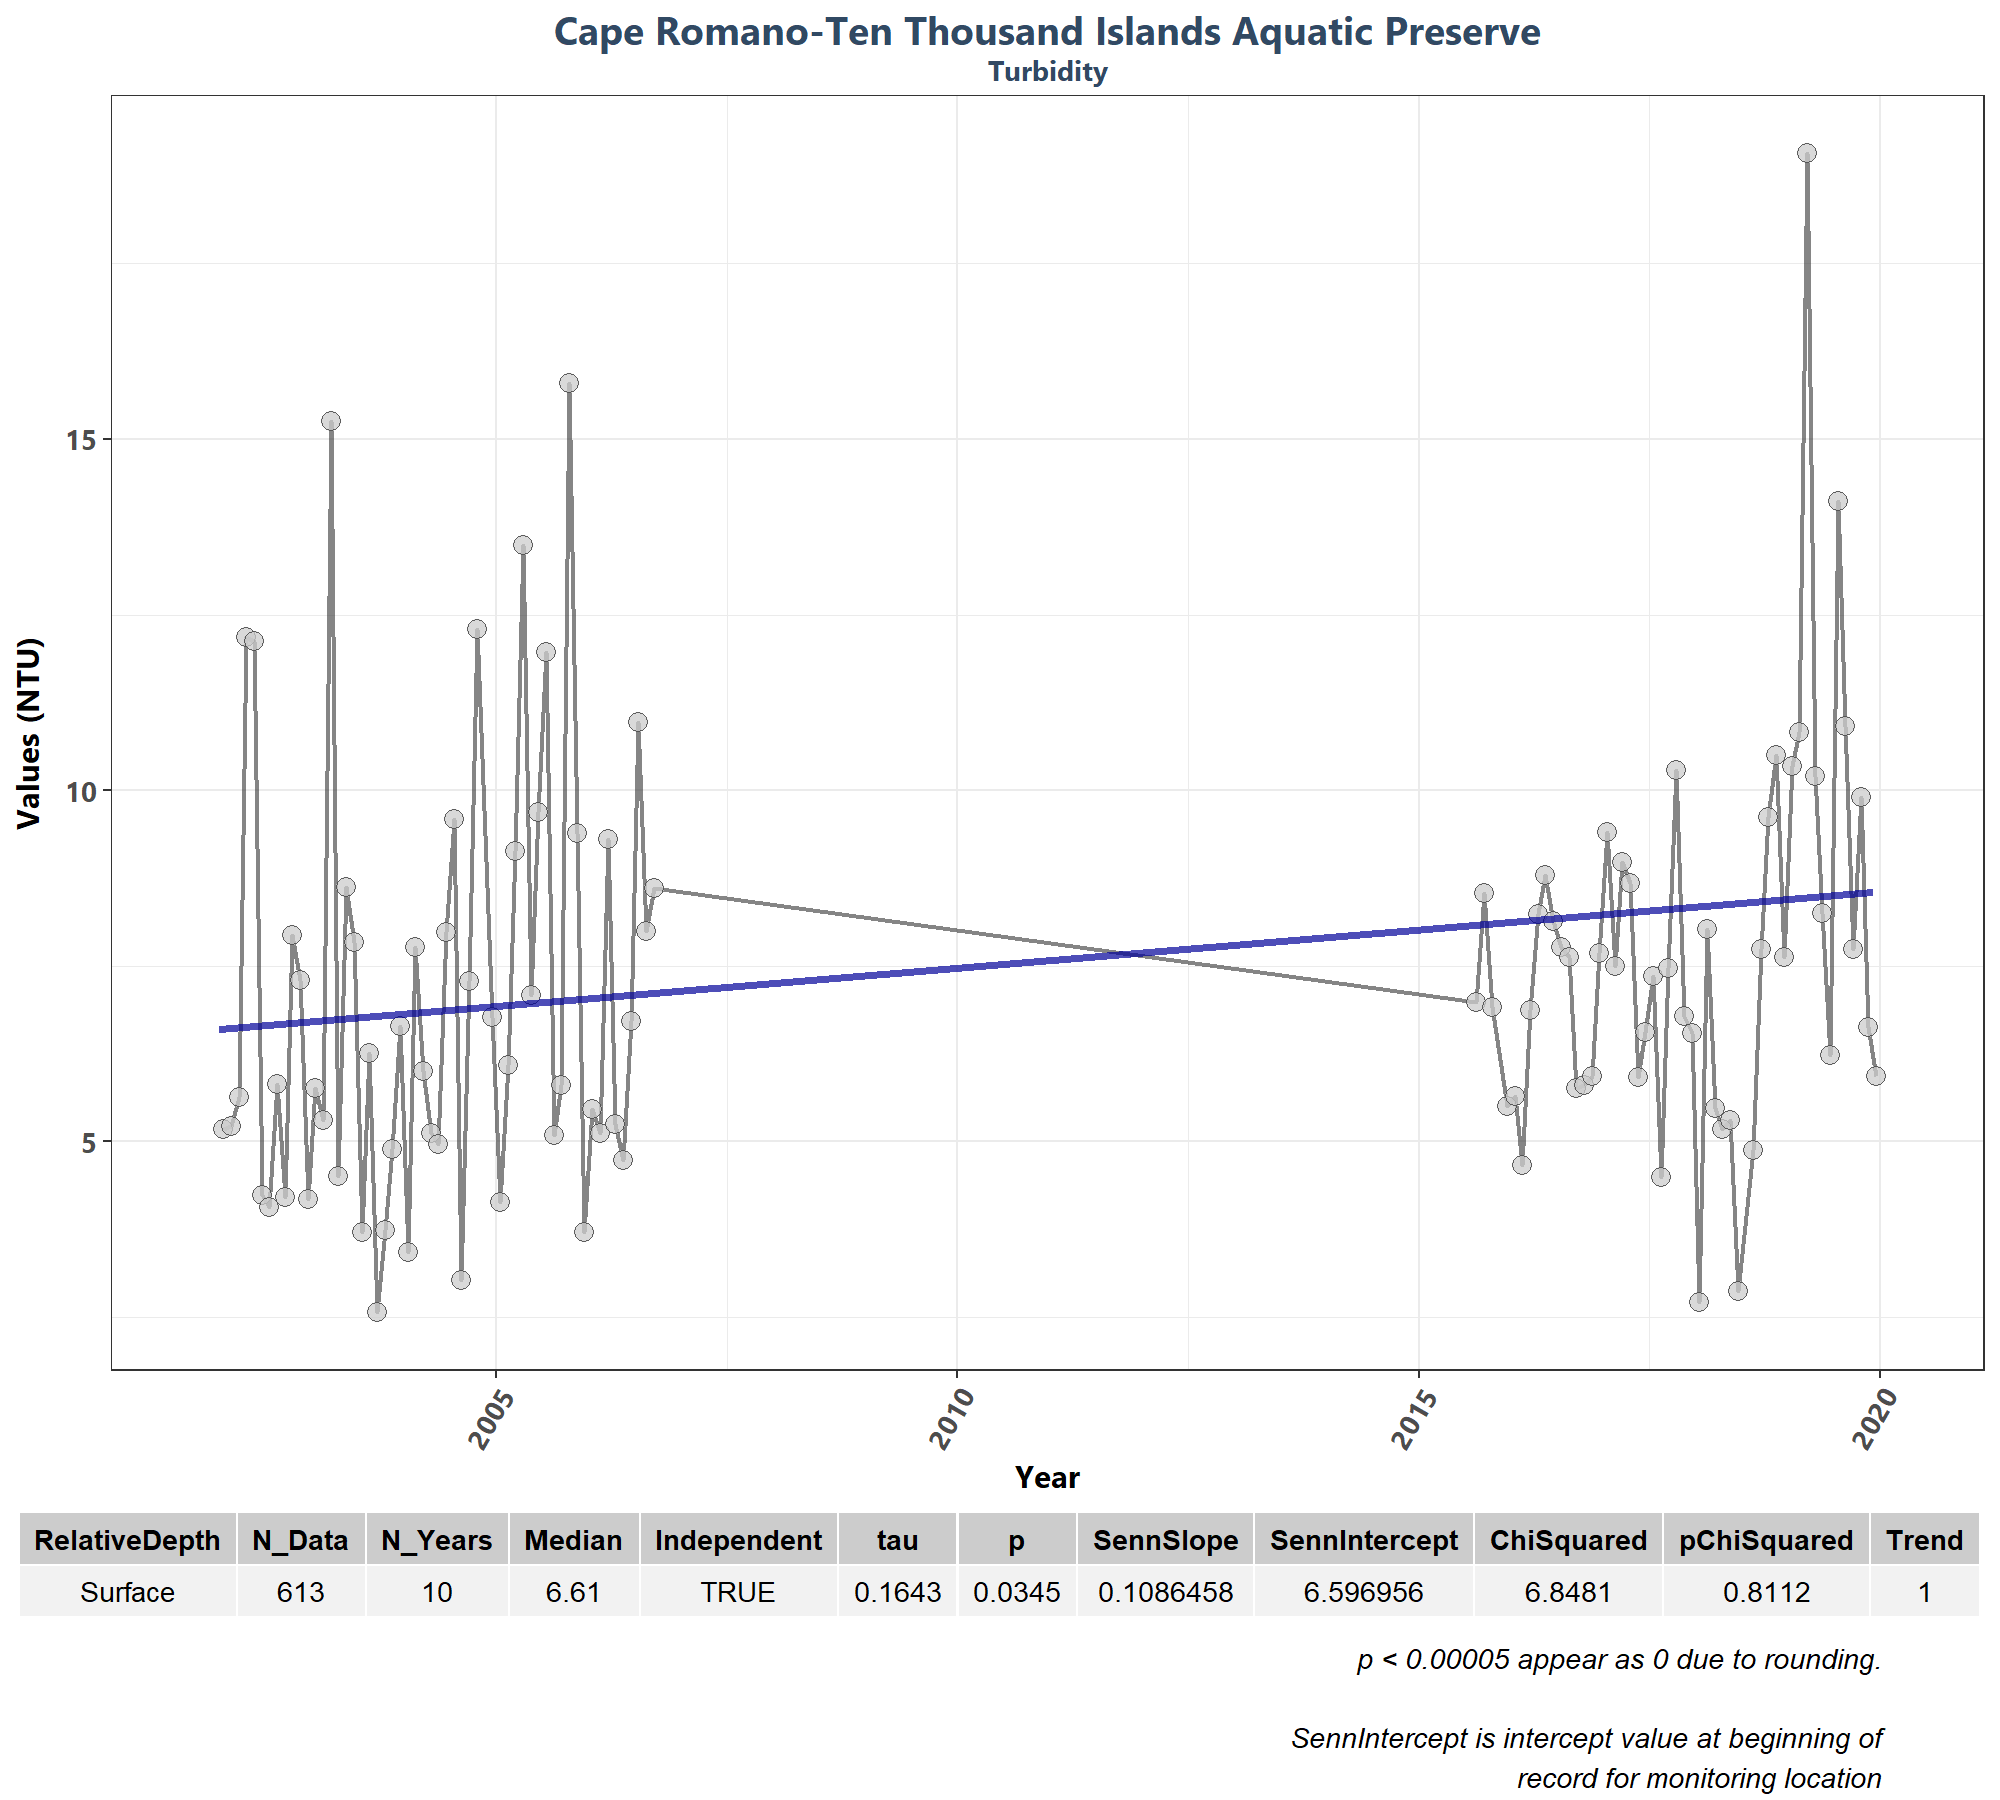 Cape Romano-Ten Thousand Islands Aquatic Preserve
Turbidity
Values (NTU)
15
10
5
2005
2010
2015
2020
Year
RelativeDepth N_Data N_Years Median Independent tau p SennSlope SennIntercept ChiSquared pChiSquared Trend
Surface 613 10 6.61 TRUE 0.1643 0.0345 0.1086458 6.596956 6.8481 0.8112 1
p < 0.00005 appear as 0 due to rounding.
SennIntercept is intercept value at beginning of
record for monitoring location